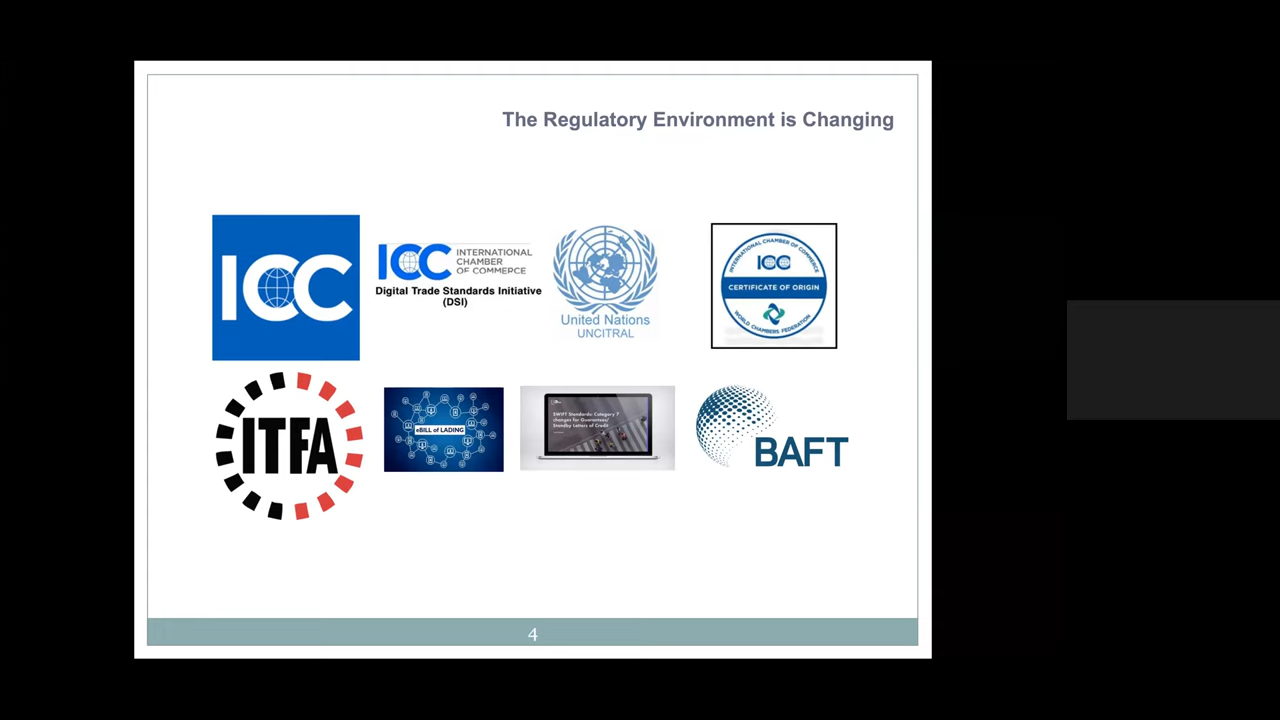 The Regulatory Environment is Changing
ICC
ICC INTERNATIONAL
CHAMBER
OF COMMERCE
Digital Trade Standards Initiative
(DSI)
United Nations
UNCITRAL
INTERNATIONAL CHAMBER OF COMMERCE
ICC
CERTIFICATE OF ORIGIN
WORLD CHAMBERS FEDERATION
ITFA
eBILL of LADING
SWIFT Standards: Category 7
changes for Guarantees/
Standby Letters of Credit
BAFT
4